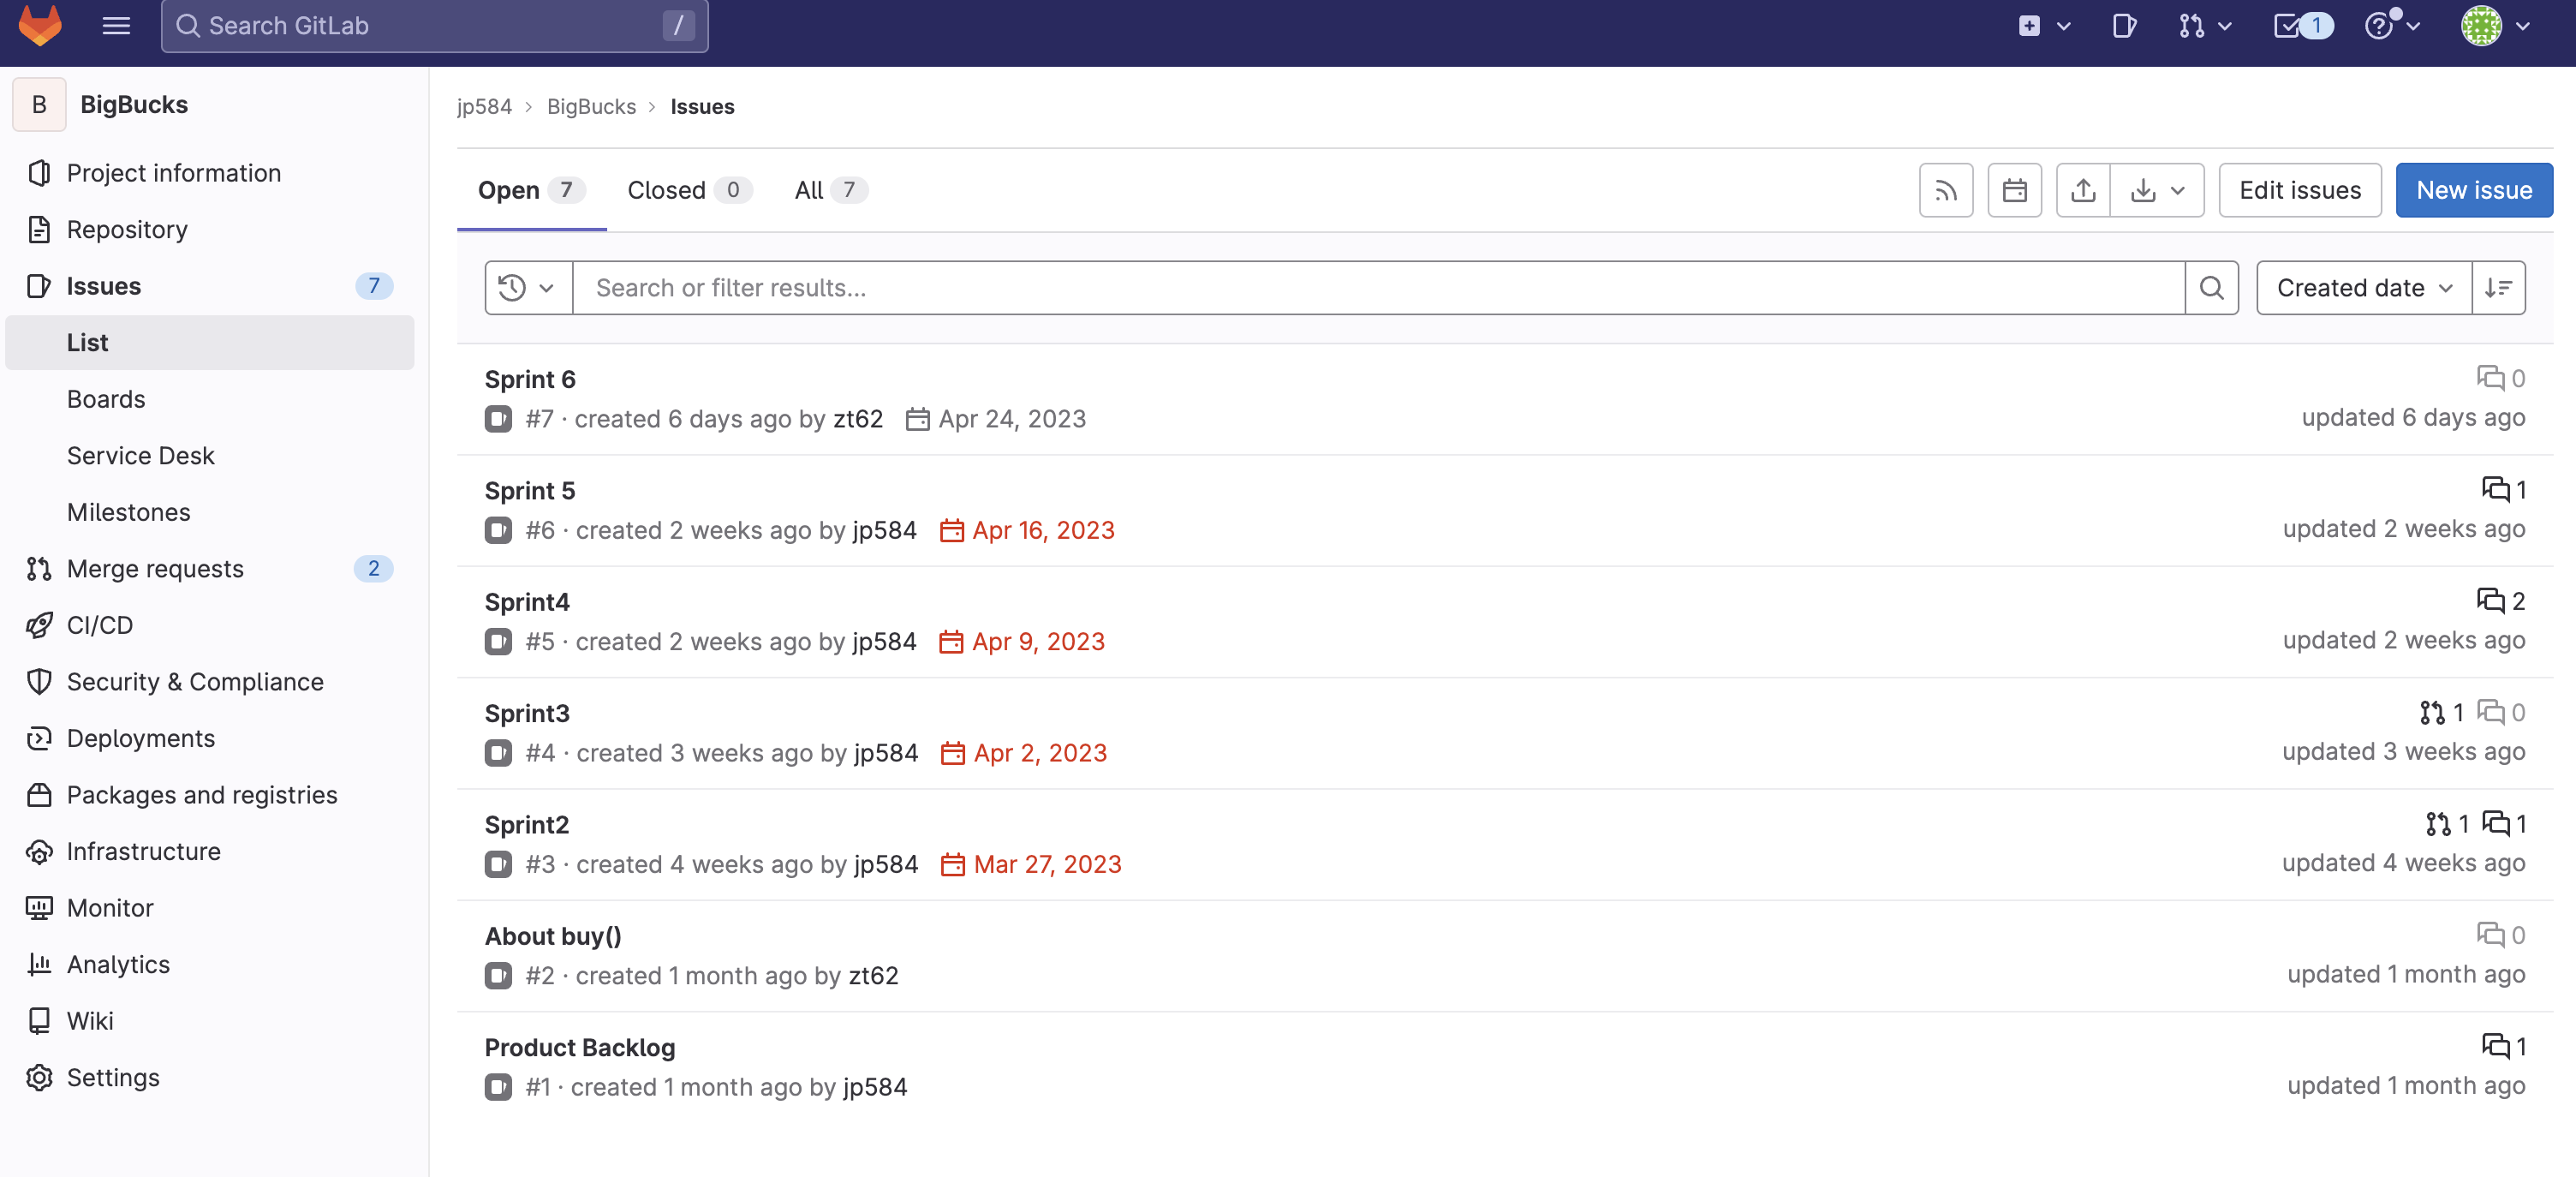 Search GitLab /
1
B BigBucks
Project information
Repository
Issues 7
List
Boards
Service Desk
Milestones
Merge requests 2
CI/CD
Security & Compliance
Deployments
Packages and registries
Infrastructure
Monitor
Analytics
Wiki
Settings
jp584 > BigBucks > Issues
Open 7 Closed 0 All 7
Edit issues New issue
Search or filter results...
Created date
Sprint 6 0
#7 · created 6 days ago by zt62 Apr 24, 2023 updated 6 days ago
Sprint 5 1
#6 · created 2 weeks ago by jp584 Apr 16, 2023 updated 2 weeks ago
Sprint4 2
#5 · created 2 weeks ago by jp584 Apr 9, 2023 updated 2 weeks ago
Sprint3 1 0
#4 · created 3 weeks ago by jp584 Apr 2, 2023 updated 3 weeks ago
Sprint2 1 1
#3 · created 4 weeks ago by jp584 Mar 27, 2023 updated 4 weeks ago
About buy() 0
#2 · created 1 month ago by zt62 updated 1 month ago
Product Backlog 1
#1 · created 1 month ago by jp584 updated 1 month ago